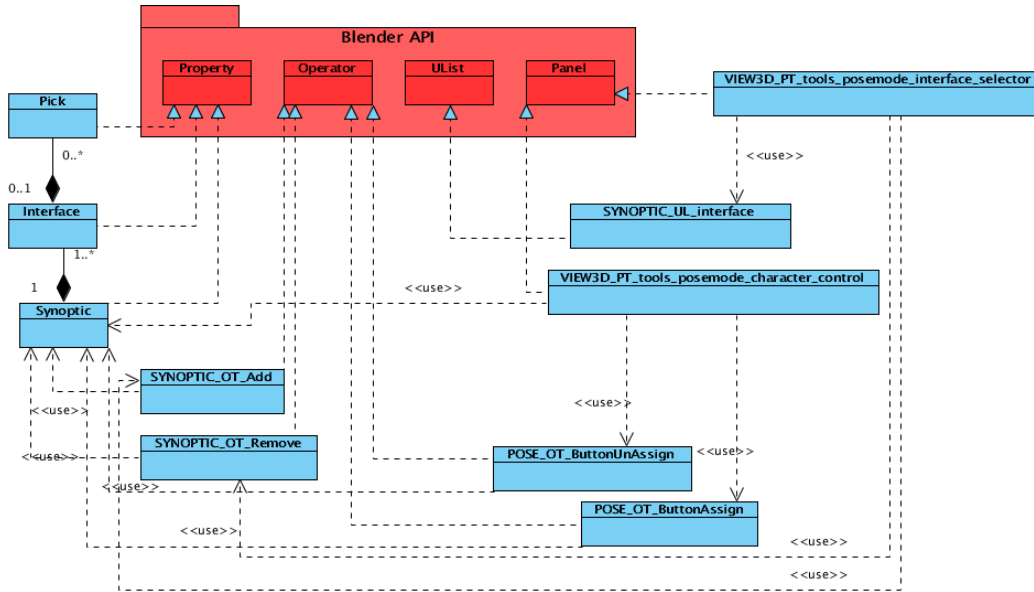 Blender API
Property
Operator
UList
Panel
VIEW3D_PT_tools_posemode_interface_selector
Pick
0..*
<<use>>
0..1
Interface
SYNOPTIC_UL_interface
1..*
VIEW3D_PT_tools_posemode_character_control
1
<<use>>
Synoptic
SYNOPTIC_OT_Add
<<use>>
<<use>>
SYNOPTIC_OT_Remove
<<use>>
POSE_OT_ButtonUnAssign
<<use>>
<<use>>
POSE_OT_ButtonAssign
<<use>>
<<use>>
<<use>>